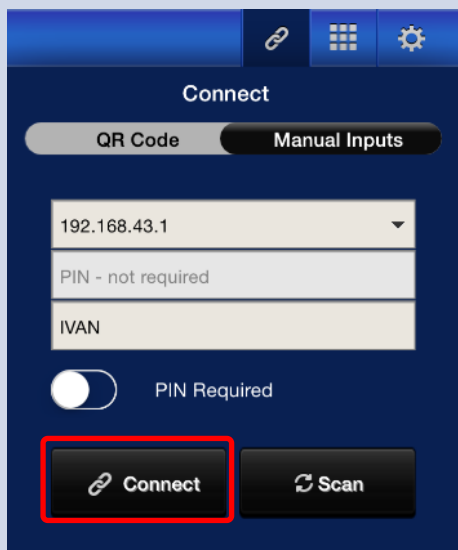 Connect
QR Code Manual Inputs
192.168.43.1
PIN - not required
IVAN
PIN Required
Connect Scan